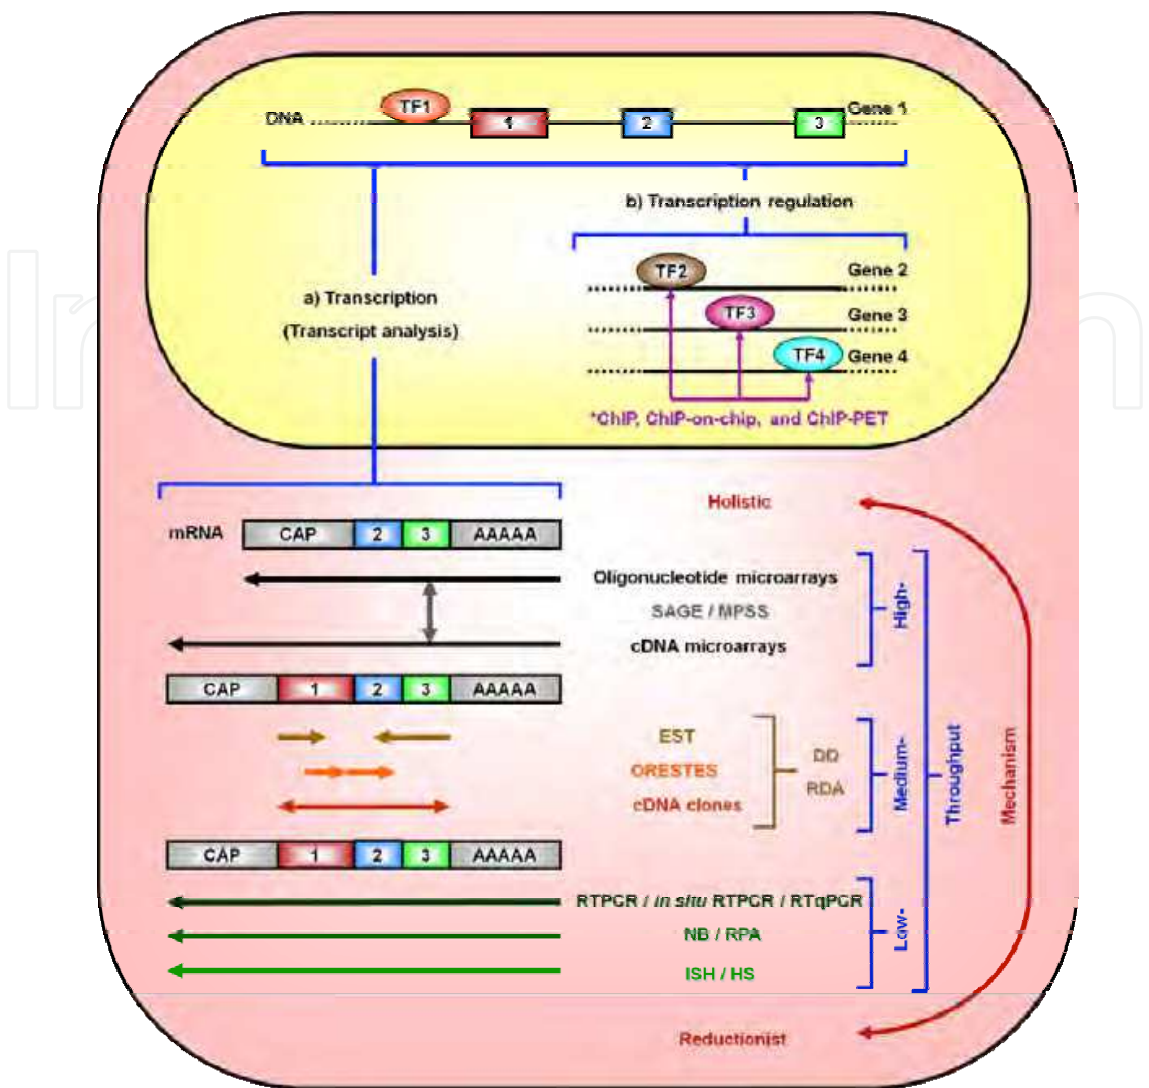 TF1
DNA
1
2
3
Gene 1
b) Transcription regulation
TF2
Gene 2
a) Transcription
(Transcript analysis)
TF3
Gene 3
TF4
Gene 4
*ChIP, ChIP-on-chip, and ChIP-PET
Holistic
mRNA
CAP
2
3
AAAAA
Oligonucleotide microarrays
SAGE / MPSS
cDNA microarrays
High-
CAP
1
2
3
AAAAA
EST
ORESTES
cDNA clones
DD
RDA
Medium-
Throughput
Mechanism
CAP
1
2
3
AAAAA
RTPCR / in situ RTPCR / RTqPCR
NB / RPA
ISH / HS
Low-
Reductionist